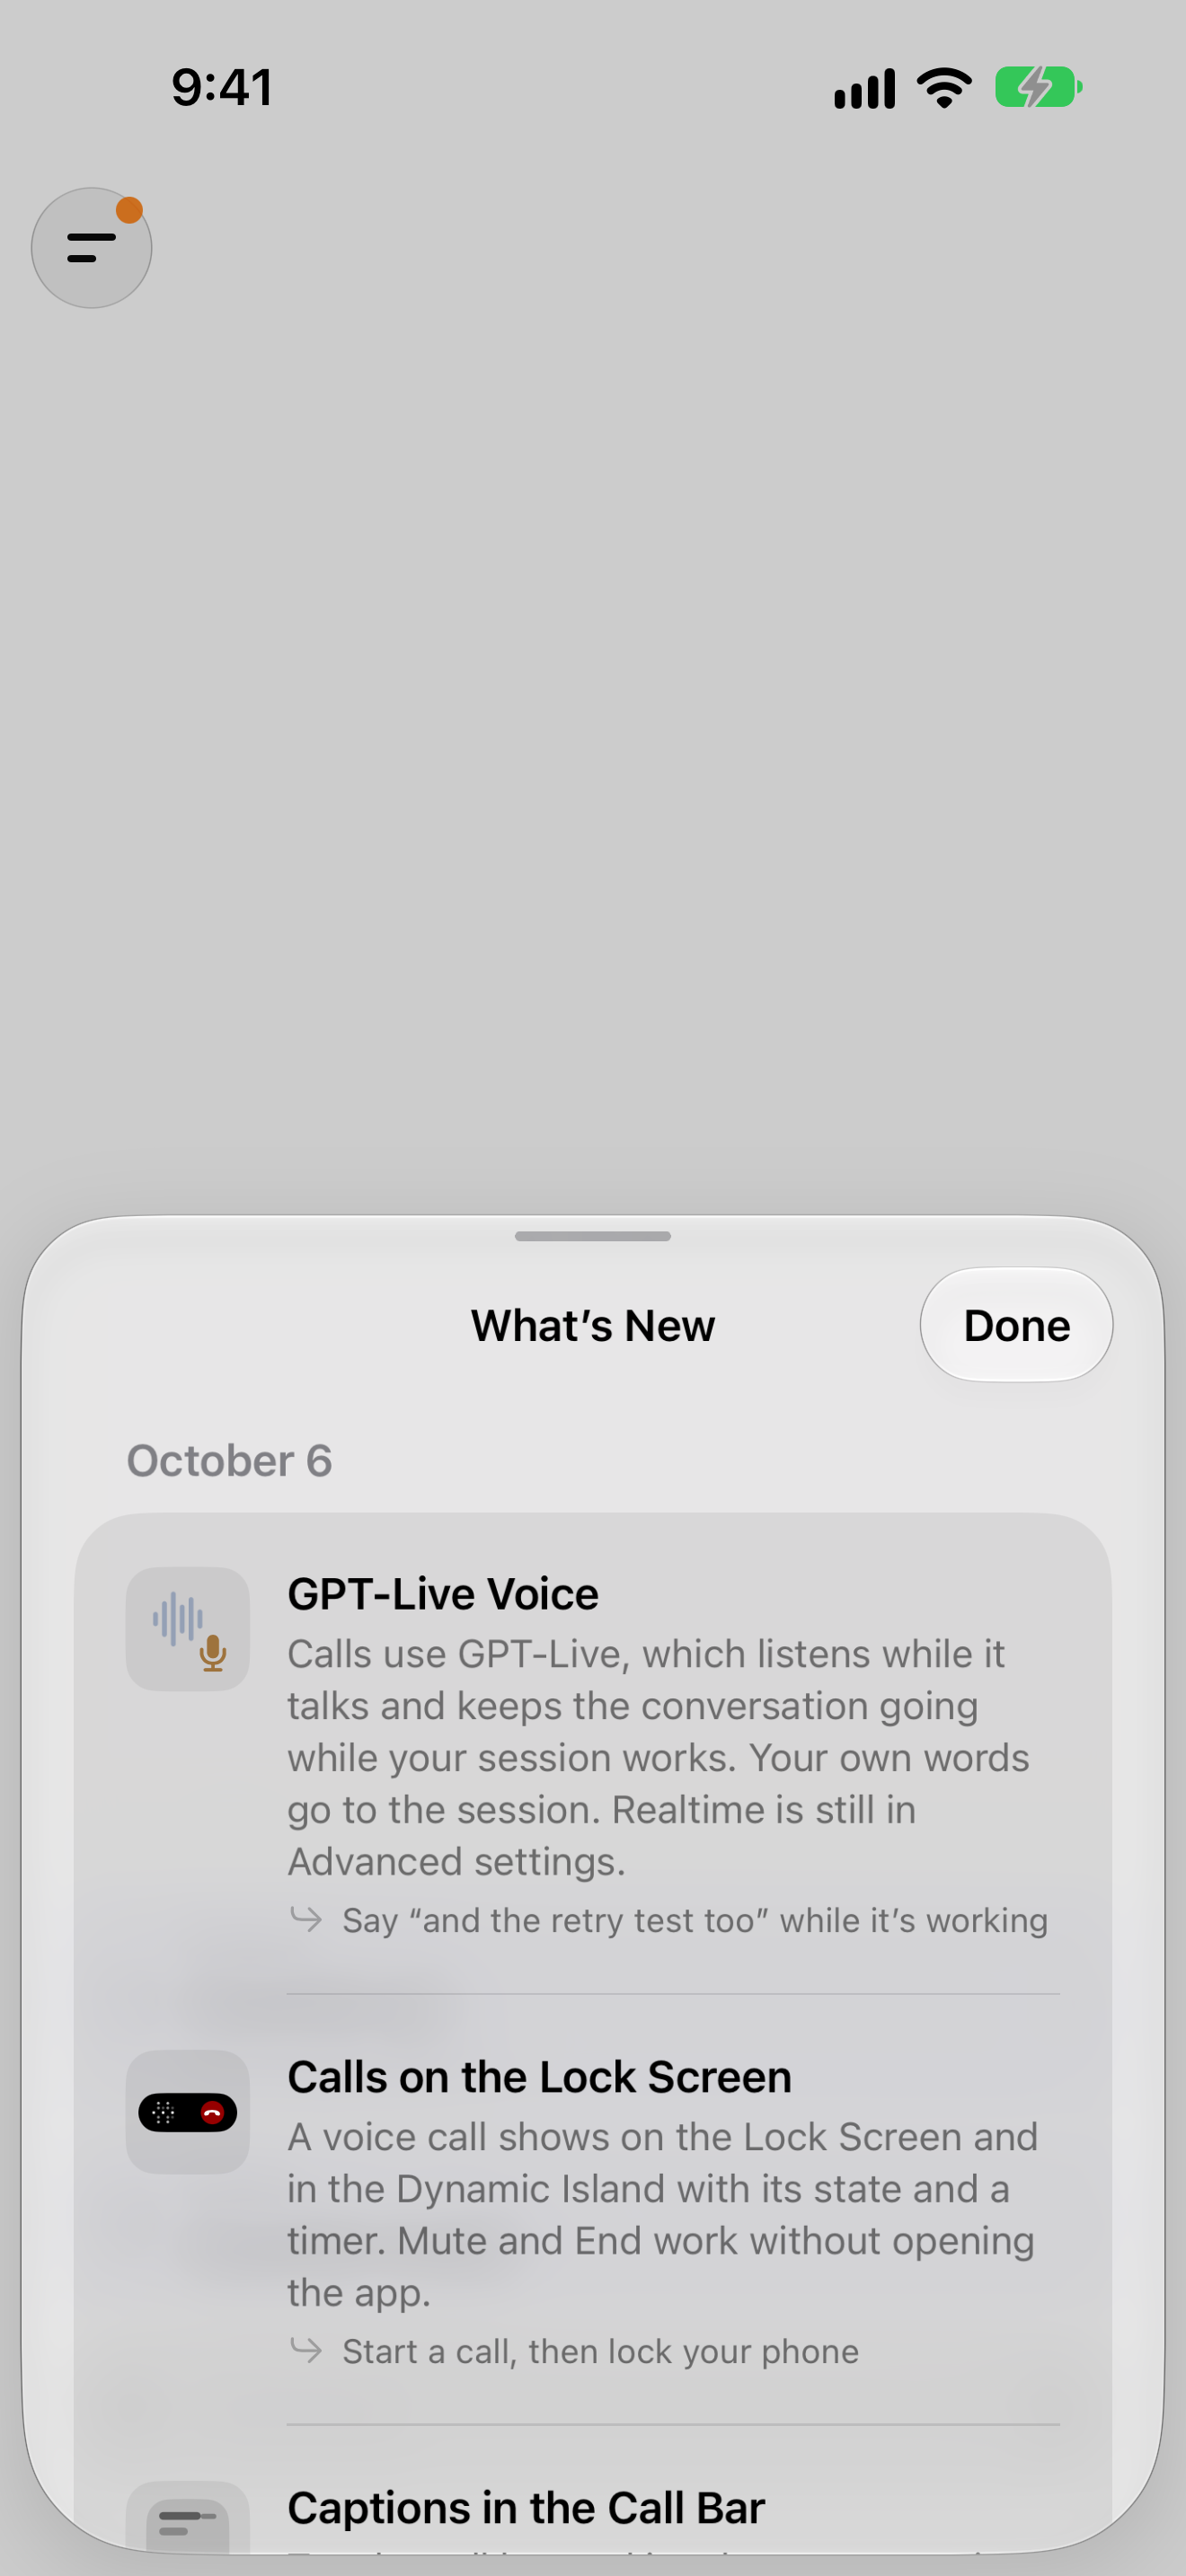 9:41
What’s New
Done
October 6
GPT-Live Voice
Calls use GPT-Live, which listens while it
talks and keeps the conversation going
while your session works. Your own words
go to the session. Realtime is still in
Advanced settings.
Say “and the retry test too” while it’s working
Calls on the Lock Screen
A voice call shows on the Lock Screen and
in the Dynamic Island with its state and a
timer. Mute and End work without opening
the app.
Start a call, then lock your phone
Captions in the Call Bar